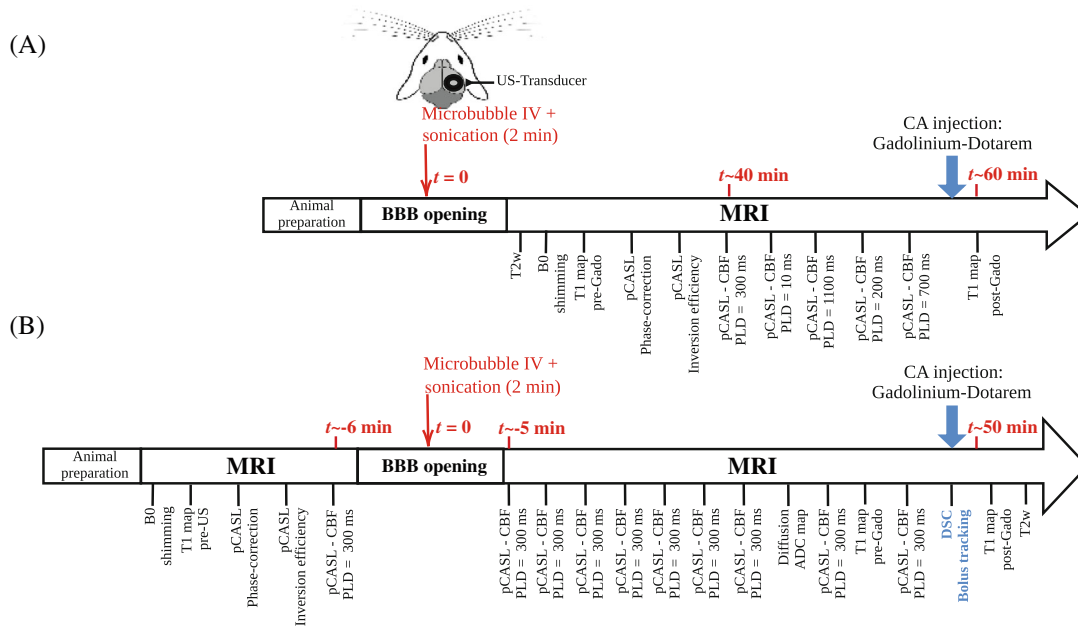 (A)
US-Transducer
Microbubble IV +
sonication (2 min)
CA injection:
Gadolinium-Dotarem
t = 0
t~40 min
t~60 min
Animal
preparation
BBB opening
MRI
T2w
B0
shimming
T1 map
pre-Gado
pCASL
Phase-correction
pCASL
Inversion efficiency
pCASL - CBF
PLD = 300 ms
pCASL - CBF
PLD = 10 ms
pCASL - CBF
PLD = 1100 ms
pCASL - CBF
PLD = 200 ms
pCASL - CBF
PLD = 700 ms
T1 map
post-Gado
(B)
Microbubble IV +
sonication (2 min)
CA injection:
Gadolinium-Dotarem
t~-6 min
t = 0
t~-5 min
t~50 min
Animal
preparation
MRI
BBB opening
MRI
B0
shimming
T1 map
pre-US
pCASL
Phase-correction
pCASL
Inversion efficiency
pCASL - CBF
PLD = 300 ms
pCASL - CBF
PLD = 300 ms
pCASL - CBF
PLD = 300 ms
pCASL - CBF
PLD = 300 ms
pCASL - CBF
PLD = 300 ms
pCASL - CBF
PLD = 300 ms
pCASL - CBF
PLD = 300 ms
Diffusion
ADC map
pCASL - CBF
PLD = 300 ms
T1 map
pre-Gado
pCASL - CBF
PLD = 300 ms
DSC
Bolus tracking
T1 map
post-Gado
T2w